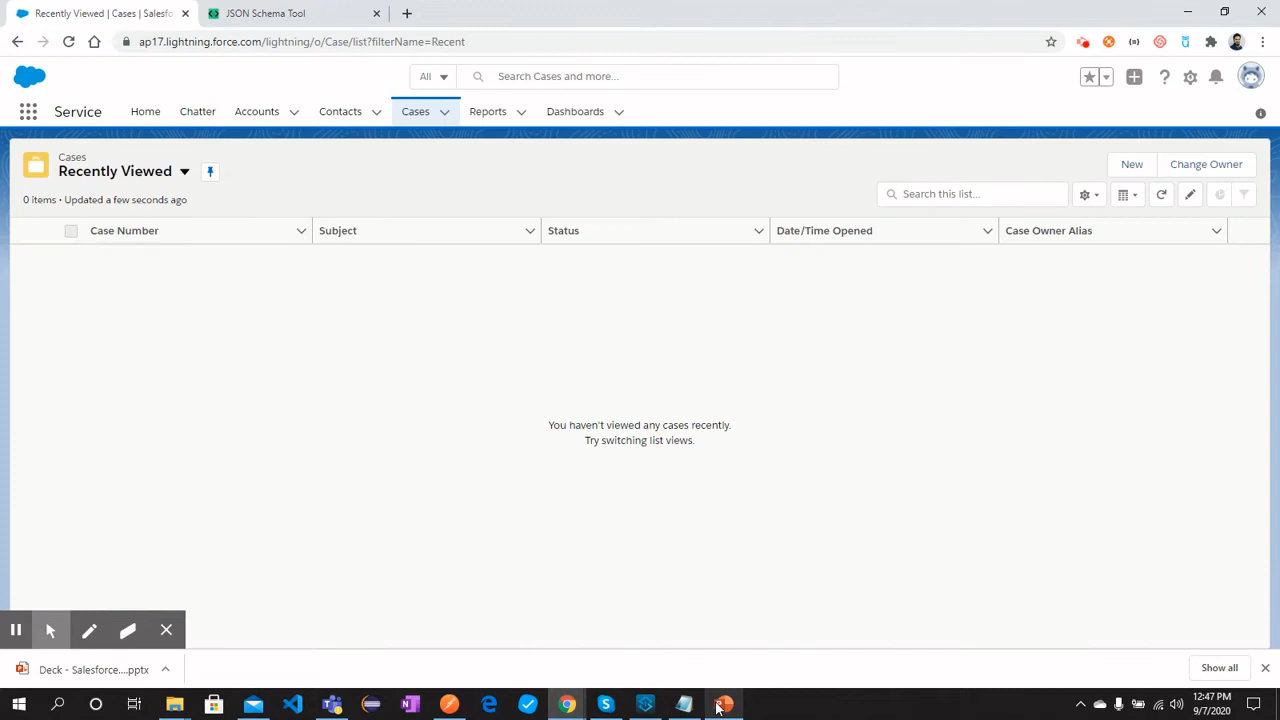 Recently Viewed | Cases | Salesfo
JSON Schema Tool
ap17.lightning.force.com/lightning/o/Case/list?filterName=Recent
All
Search Cases and more...
Service
Home
Chatter
Accounts
Contacts
Cases
Reports
Dashboards
Cases
Recently Viewed
New
Change Owner
0 items • Updated a few seconds ago
Search this list...
Case Number
Subject
Status
Date/Time Opened
Case Owner Alias
You haven't viewed any cases recently.
Try switching list views.
Deck - Salesforce....pptx
Show all
12:47 PM
9/7/2020